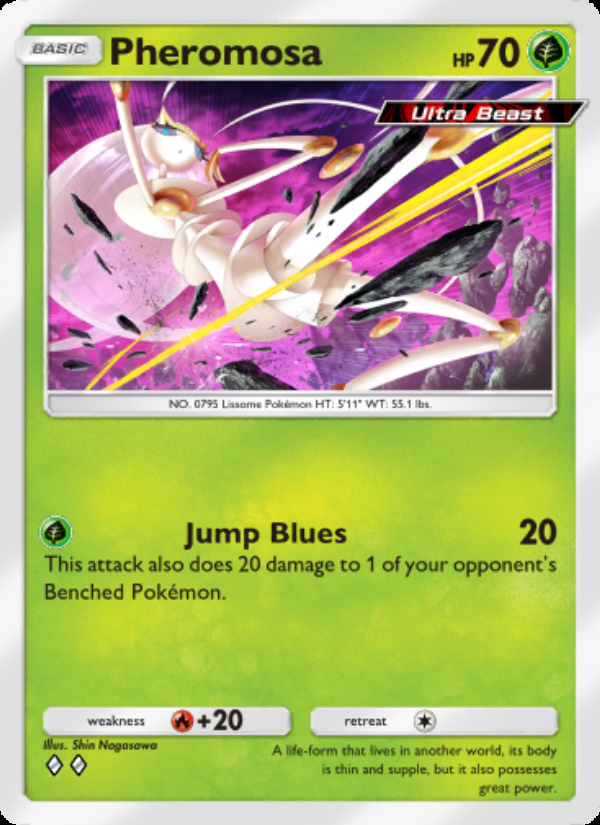 BASIC Pheromosa HP 70
Ultra Beast
NO. 0795 Lissome Pokémon HT: 5'11" WT: 55.1 lbs.
Jump Blues 20
This attack also does 20 damage to 1 of your opponent's
Benched Pokémon.
weakness +20 retreat
Illus. Shin Nagasawa
A life-form that lives in another world, its body
is thin and supple, but it also possesses
great power.